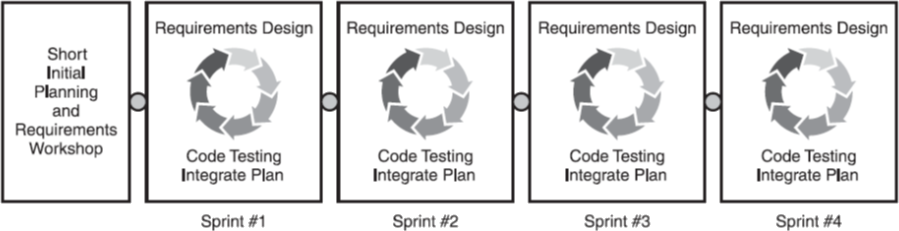 Short
Initial
Planning
and
Requirements
Workshop
Requirements Design
Code Testing
Integrate Plan
Sprint #1
Requirements Design
Code Testing
Integrate Plan
Sprint #2
Requirements Design
Code Testing
Integrate Plan
Sprint #3
Requirements Design
Code Testing
Integrate Plan
Sprint #4